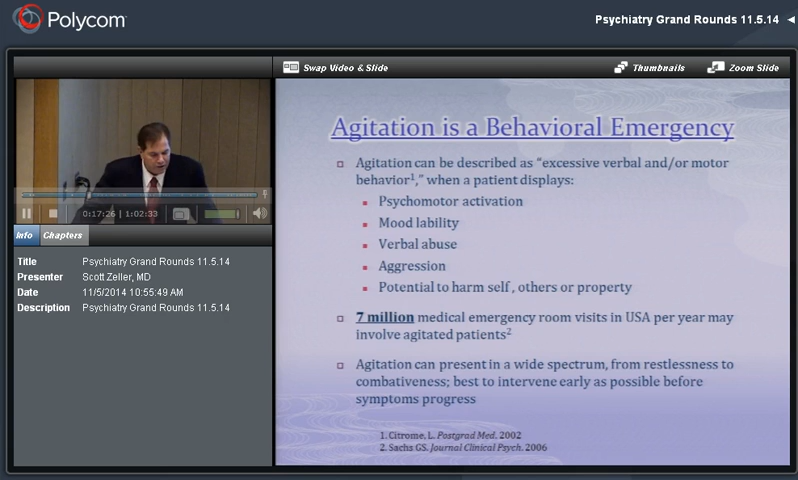 Polycom
Psychiatry Grand Rounds 11.5.14
Swap Video & Slide
Thumbnails
Zoom Slide
0:17:26 | 1:02:33
Info
Chapters
Title Psychiatry Grand Rounds 11.5.14
Presenter Scott Zeller, MD
Date 11/5/2014 10:55:49 AM
Description Psychiatry Grand Rounds 11.5.14
Agitation is a Behavioral Emergency
Agitation can be described as “excessive verbal and/or motor
behavior¹,” when a patient displays:
Psychomotor activation
Mood lability
Verbal abuse
Aggression
Potential to harm self , others or property
7 million medical emergency room visits in USA per year may
involve agitated patients²
Agitation can present in a wide spectrum, from restlessness to
combativeness; best to intervene early as possible before
symptoms progress
1. Citrome, L. Postgrad Med. 2002
2. Sachs GS. Journal Clinical Psych. 2006